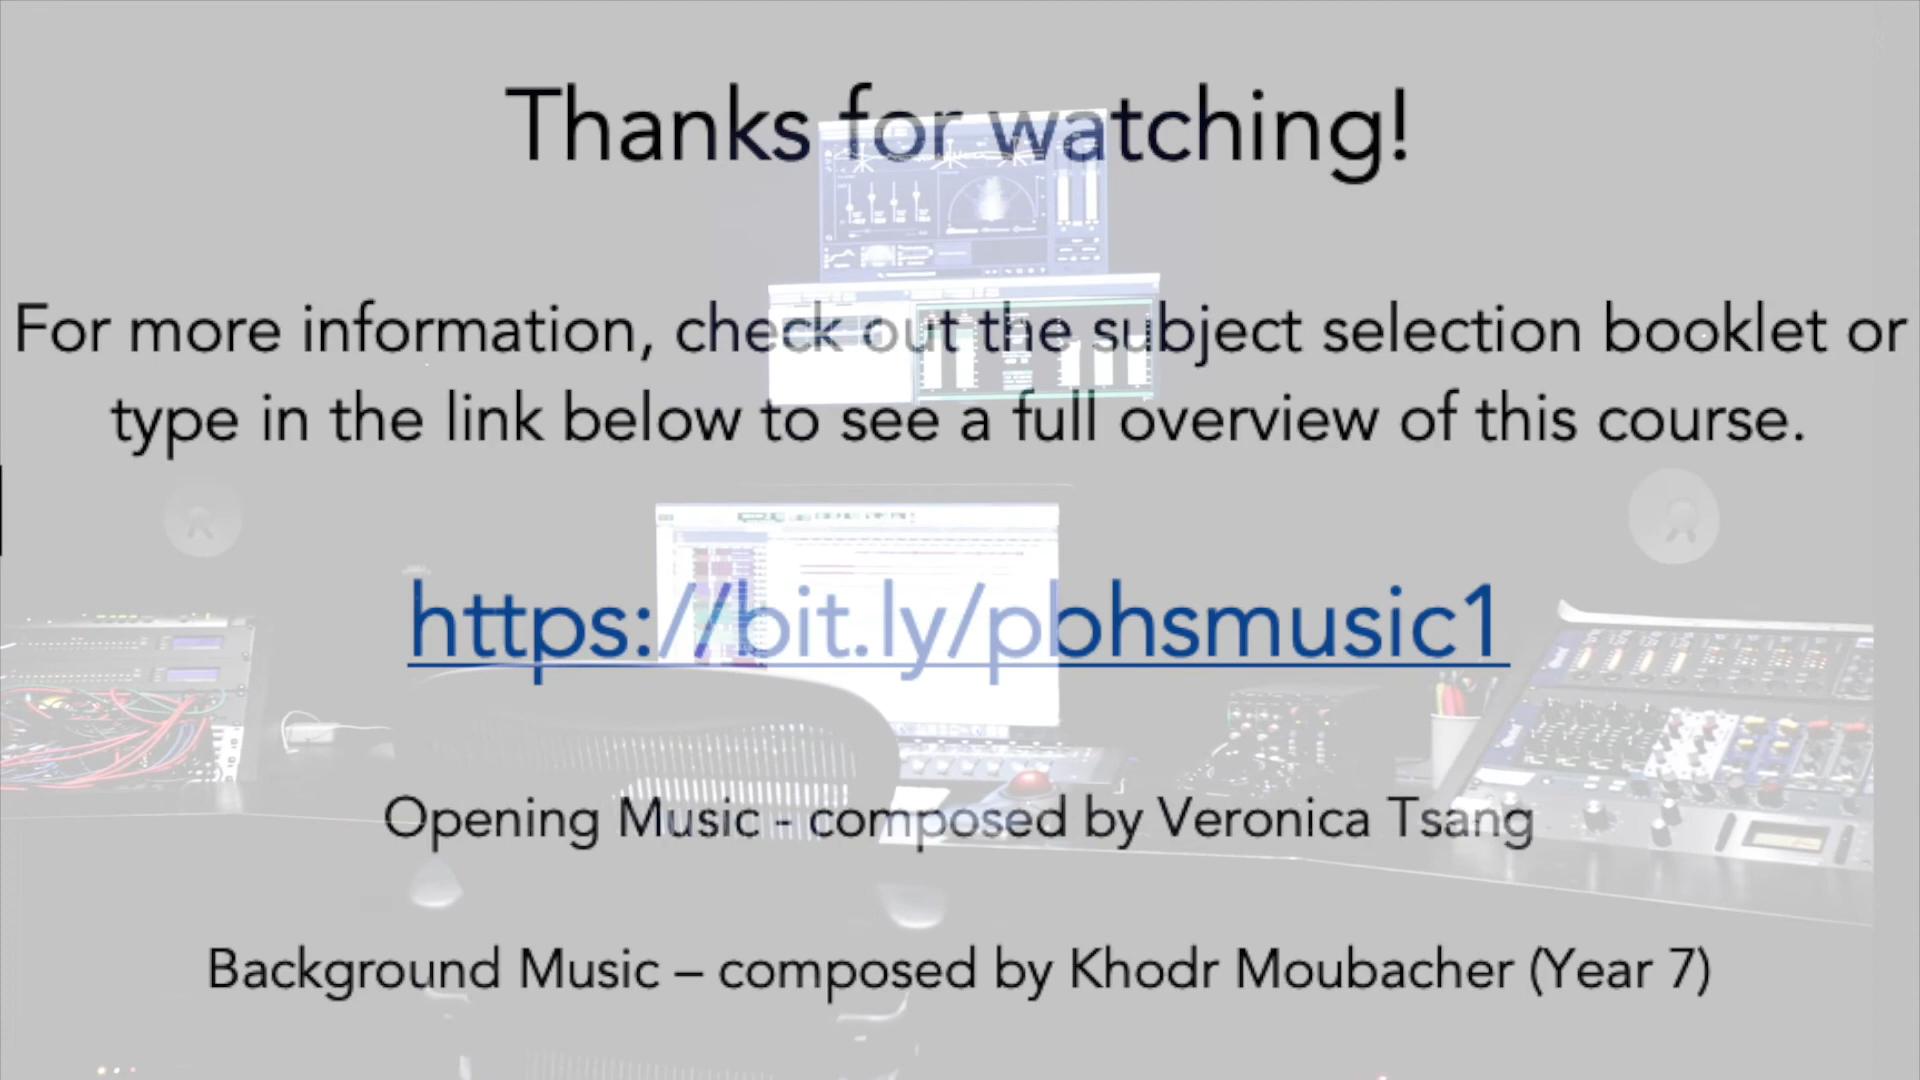 Thanks for watching!
For more information, check out the subject selection booklet or
type in the link below to see a full overview of this course.
https://bit.ly/pbhsmusic1
Opening Music - composed by Veronica Tsang
Background Music – composed by Khodr Moubacher (Year 7)